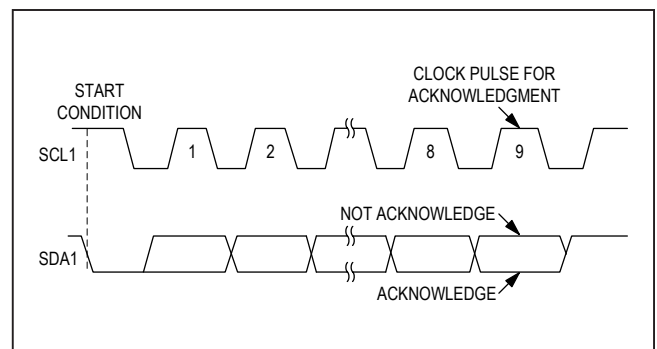 START
CONDITION
CLOCK PULSE FOR
ACKNOWLEDGMENT
SCL1
1
2
8
9
NOT ACKNOWLEDGE
SDA1
ACKNOWLEDGE